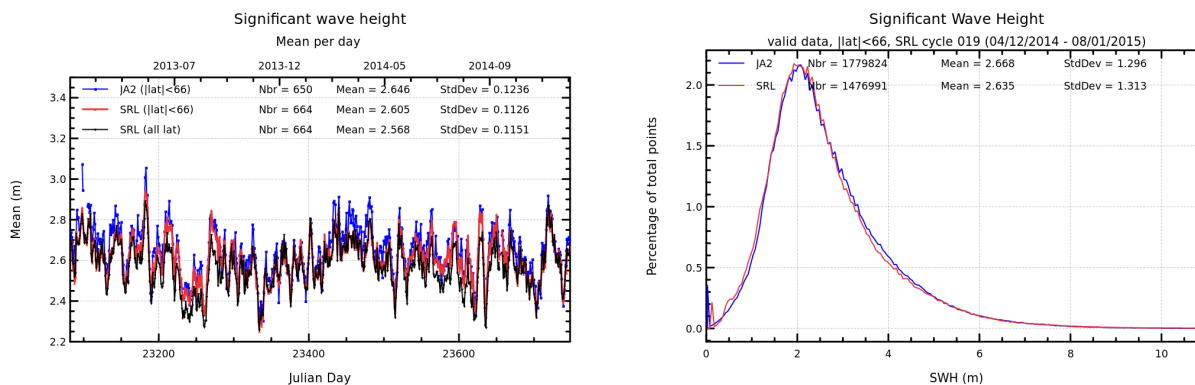 Significant wave height
Mean per day
2013-07 2013-12 2014-05 2014-09
JA2 (|lat|<66) Nbr = 650 Mean = 2.646 StdDev = 0.1236
SRL (|lat|<66) Nbr = 664 Mean = 2.605 StdDev = 0.1126
SRL (all lat) Nbr = 664 Mean = 2.568 StdDev = 0.1151
Mean (m)
3.4
3.2
3.0
2.8
2.6
2.4
2.2
23200 23400 23600
Julian Day
Significant Wave Height
valid data, |lat|<66, SRL cycle 019 (04/12/2014 - 08/01/2015)
JA2 Nbr = 1779824 Mean = 2.668 StdDev = 1.296
SRL Nbr = 1476991 Mean = 2.635 StdDev = 1.313
Percentage of total points
2.0
1.5
1.0
0.5
0.0
0 2 4 6 8 10
SWH (m)